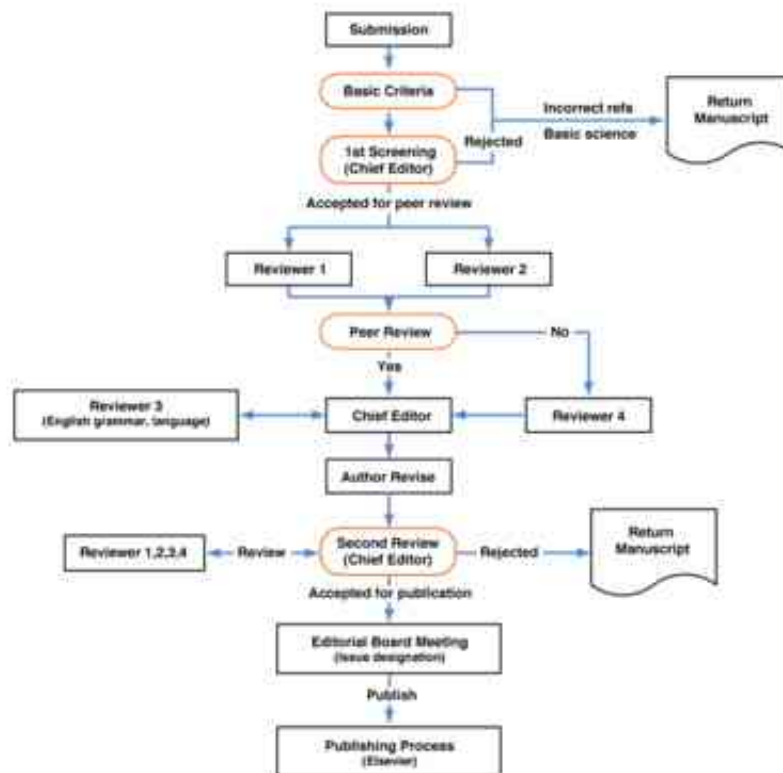 Submission
Basic Criteria
Incorrect refs
Basic science
Rejected
Return
Manuscript
1st Screening
(Chief Editor)
Accepted for peer review
Reviewer 1
Reviewer 2
Peer Review
No
Yes
Reviewer 3
(English grammar, language)
Chief Editor
Reviewer 4
Author Revise
Reviewer 1,2,3,4
Review
Second Review
(Chief Editor)
Rejected
Return
Manuscript
Accepted for publication
Editorial Board Meeting
(Issue designation)
Publish
Publishing Process
(Elsevier)